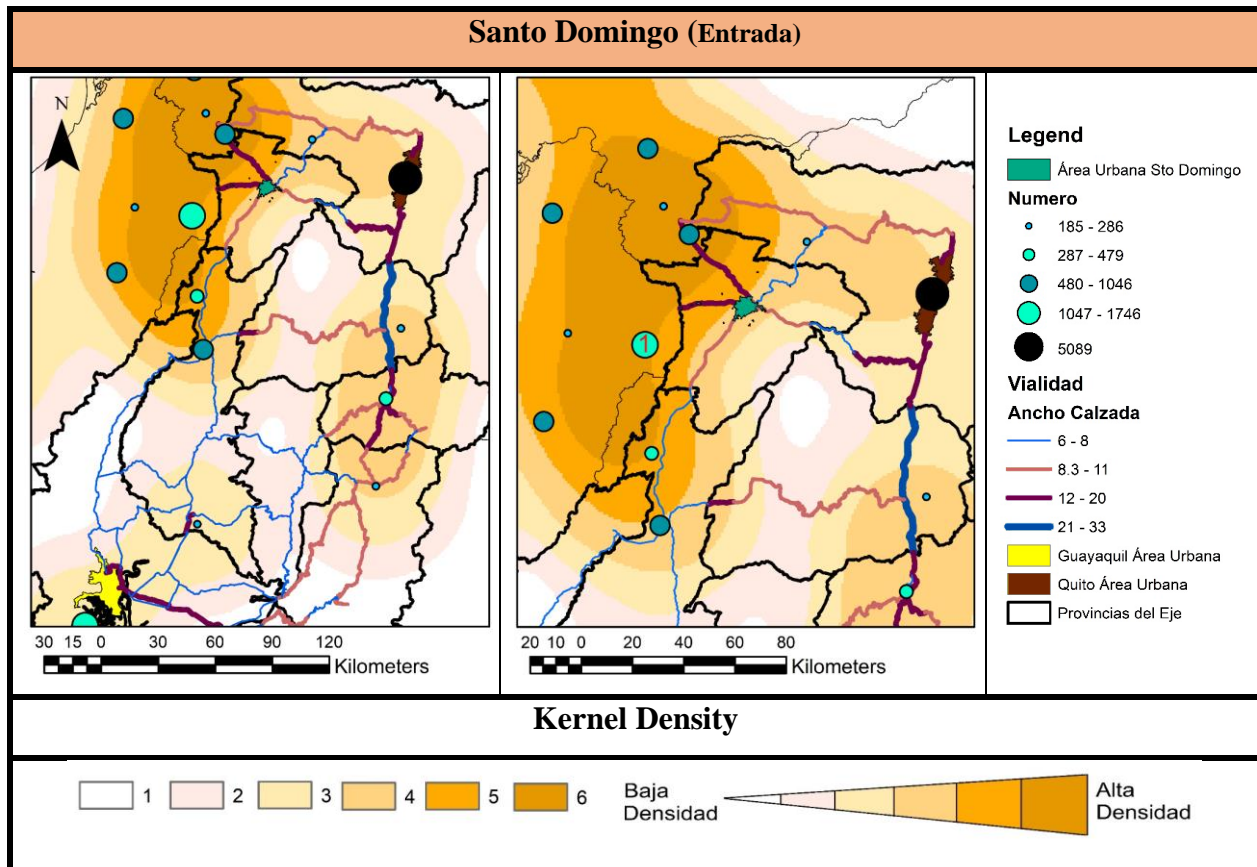 Santo Domingo (Entrada)
N
30 15 0 30 60 90 120
Kilometers
1
20 10 0 20 40 60 80
Kilometers
Legend
Área Urbana Sto Domingo
Numero
185 - 286
287 - 479
480 - 1046
1047 - 1746
5089
Vialidad
Ancho Calzada
6 - 8
8.3 - 11
12 - 20
21 - 33
Guayaquil Área Urbana
Quito Área Urbana
Provincias del Eje
Kernel Density
1 2 3 4 5 6
Baja
Densidad
Alta
Densidad